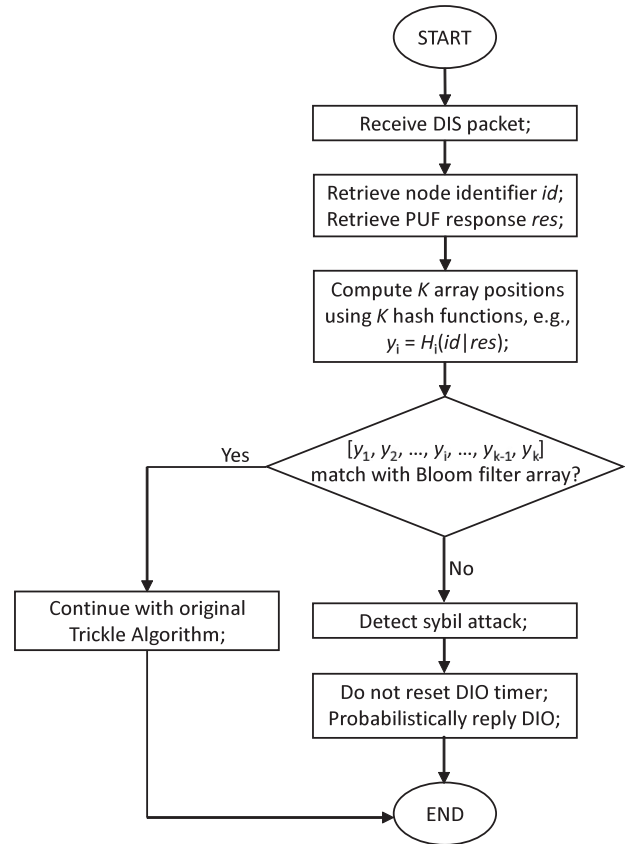 START
Receive DIS packet;
Retrieve node identifier id;
Retrieve PUF response res;
Compute K array positions
using K hash functions, e.g.,
yi = Hi(id|res);
[y1, y2, ..., yi, ..., yk-1, yk]
match with Bloom filter array?
Yes
No
Continue with original
Trickle Algorithm;
Detect sybil attack;
Do not reset DIO timer;
Probabilistically reply DIO;
END